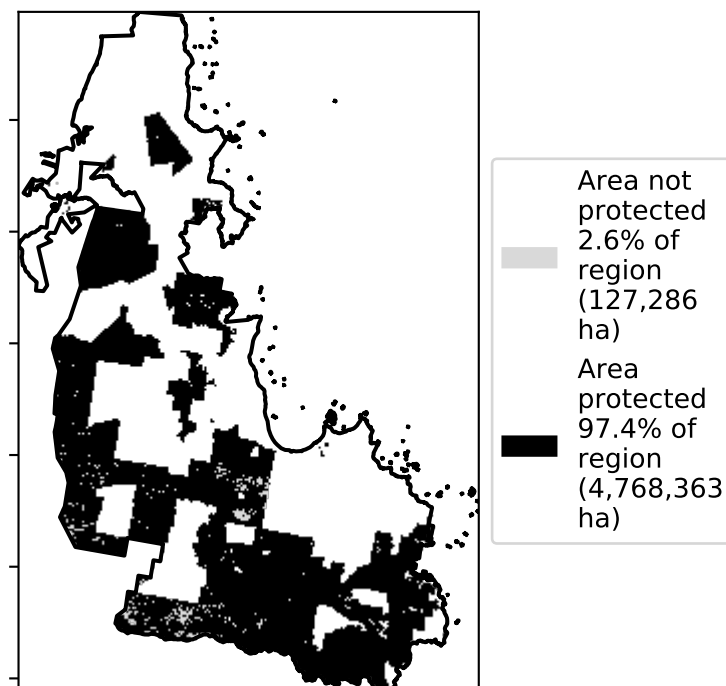 Area not
protected
2.6% of
region
(127,286
ha)
Area
protected
97.4% of
region
(4,768,363
ha)